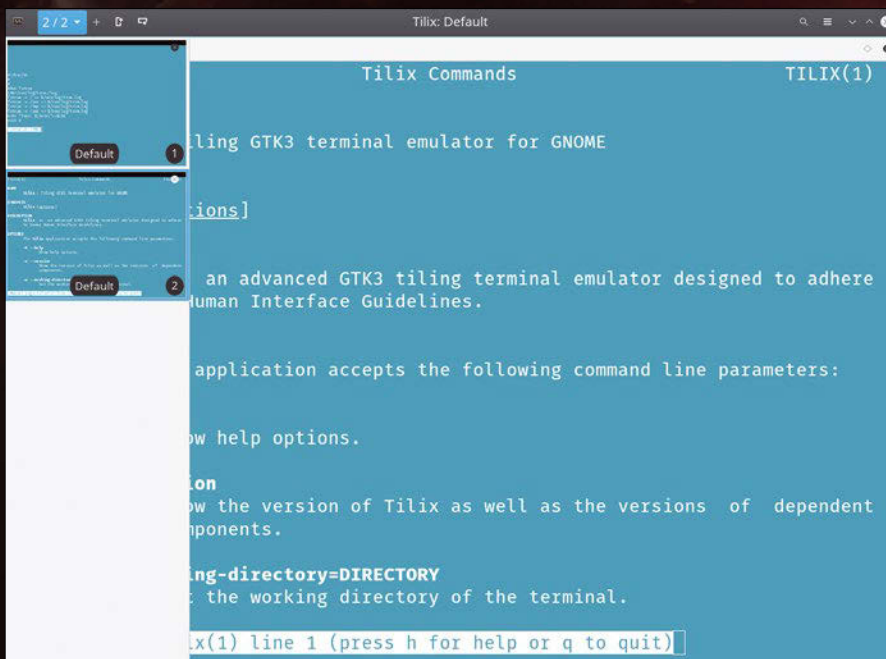 2 / 2
Tilix: Default
Tilix Commands TILIX(1)
Default 1
Default 2
iling GTK3 terminal emulator for GNOME
ions]
an advanced GTK3 tiling terminal emulator designed to adhere
uman Interface Guidelines.
application accepts the following command line parameters:
ow help options.
ion
ow the version of Tilix as well as the versions of dependent
ponents.
ing-directory=DIRECTORY
the working directory of the terminal.
ix(1) line 1 (press h for help or q to quit)